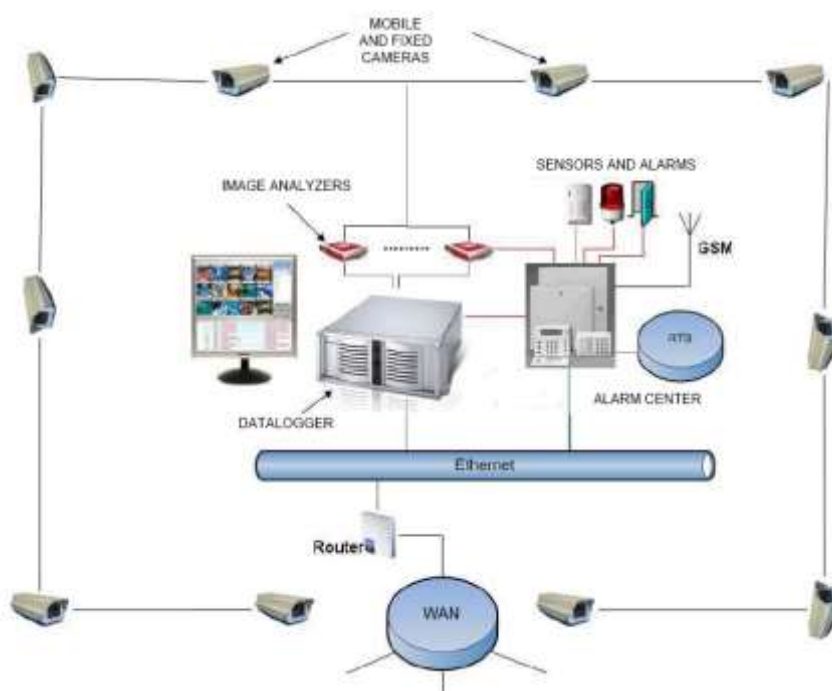 MOBILE
AND FIXED
CAMERAS
SENSORS AND ALARMS
IMAGE ANALYZERS
GSM
RTB
ALARM CENTER
DATALOGGER
Ethernet
Router
WAN